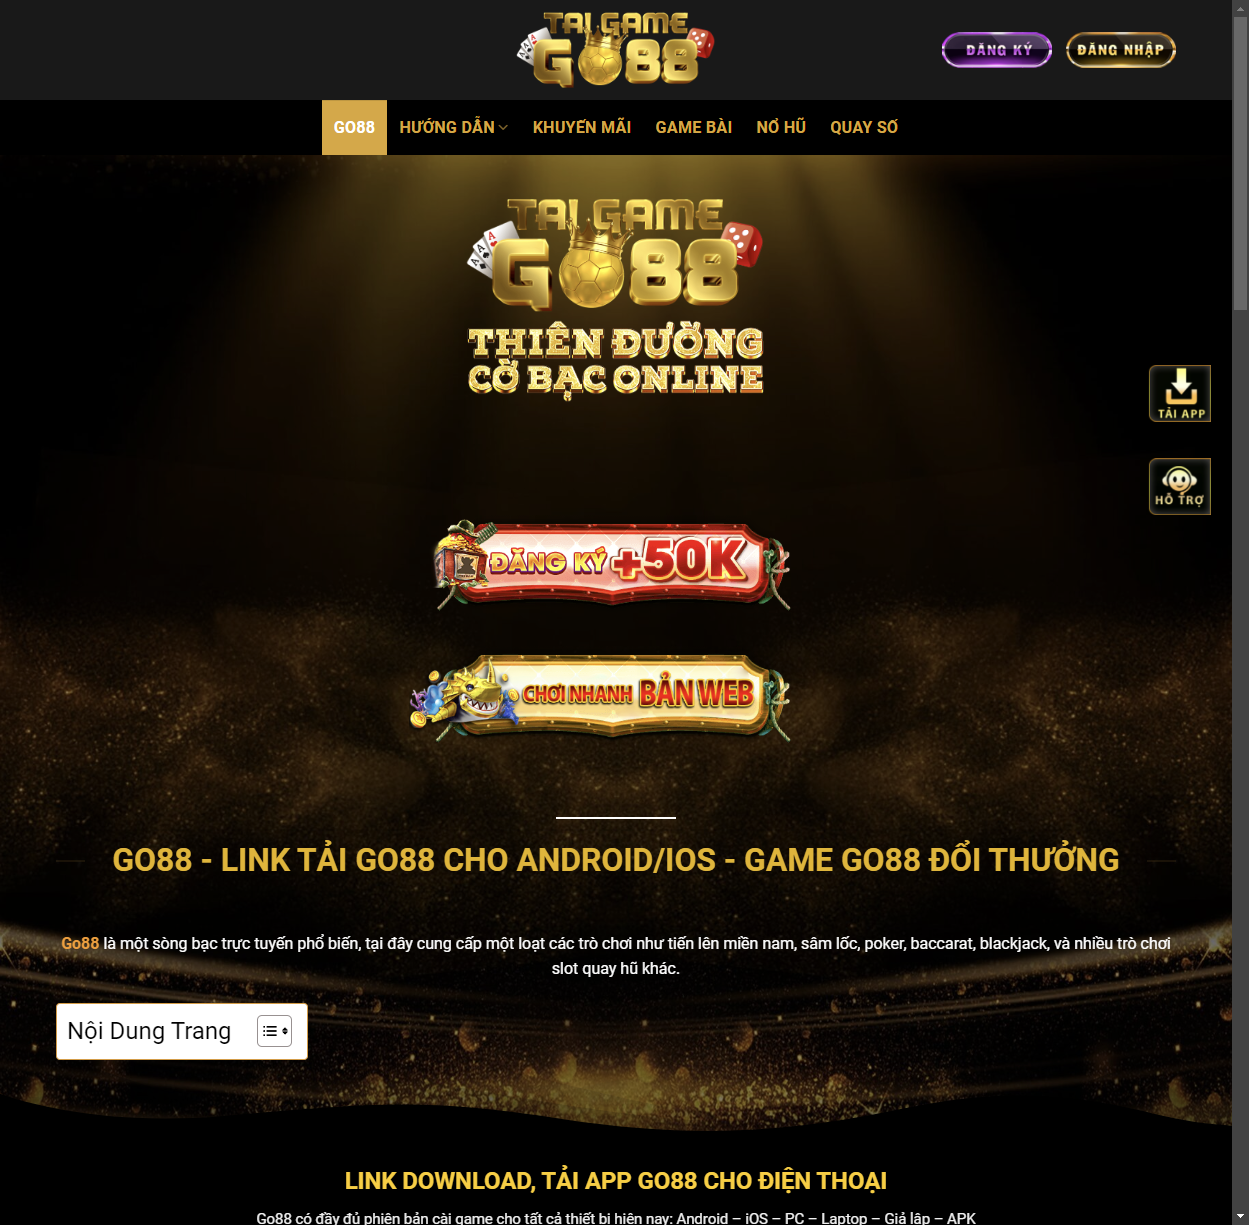 TAI GAME
GO88
ĐĂNG KÝ
ĐĂNG NHẬP
GO88
HƯỚNG DẪN
KHUYẾN MÃI
GAME BÀI
NỔ HŨ
QUAY SỐ
TAI GAME
GO88
THIÊN ĐƯỜNG
CỜ BẠC ONLINE
TẢI APP
HỖ TRỢ
ĐĂNG KÝ +50K
CHƠI NHANH BẢN WEB
GO88 - LINK TẢI GO88 CHO ANDROID/IOS - GAME GO88 ĐỔI THƯỞNG
Go88 là một sòng bạc trực tuyến phổ biến, tại đây cung cấp một loạt các trò chơi như tiến lên miền nam, sâm lốc, poker, baccarat, blackjack, và nhiều trò chơi
slot quay hũ khác.
Nội Dung Trang
LINK DOWNLOAD, TẢI APP GO88 CHO ĐIỆN THOẠI
Go88 có đầy đủ phiên bản cài game cho tất cả thiết bị hiện nay: Android – iOS – PC – Laptop – Giả lập – APK